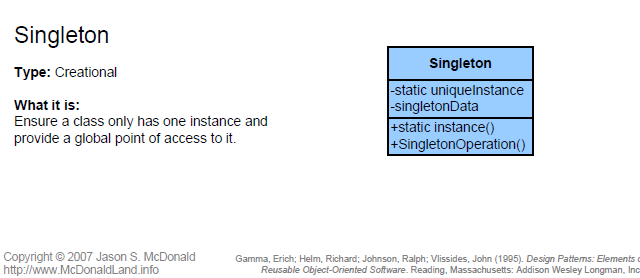 Singleton
Type: Creational
What it is:
Ensure a class only has one instance and
provide a global point of access to it.
Singleton
-static uniqueInstance
-singletonData
+static instance()
+SingletonOperation()
Copyright © 2007 Jason S. McDonald
http://www.McDonaldLand.info
Gamma, Erich; Helm, Richard; Johnson, Ralph; Vlissides, John (1995). Design Patterns: Elements o
Reusable Object-Oriented Software. Reading, Massachusetts: Addison Wesley Longman, Inc